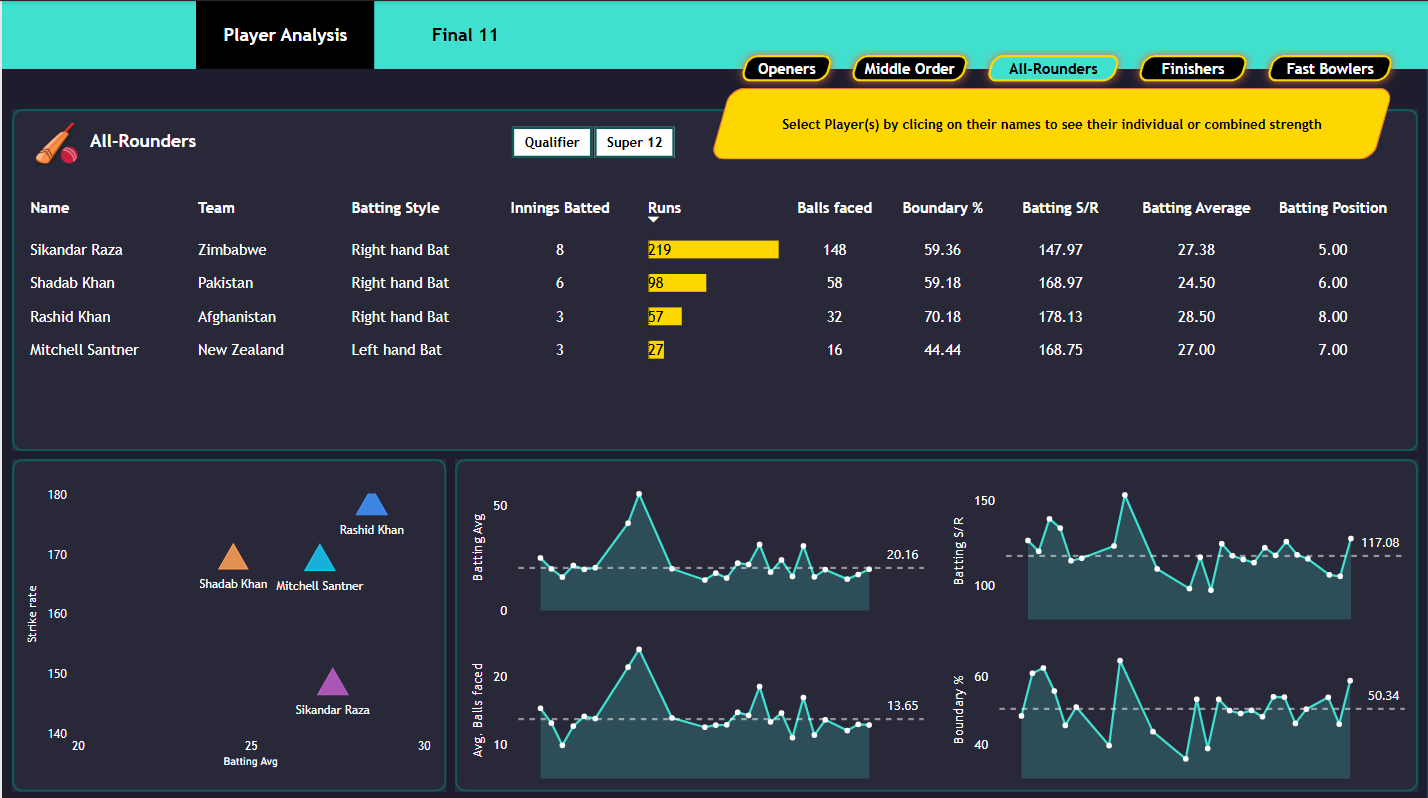 Player Analysis Final 11
Openers Middle Order All-Rounders Finishers Fast Bowlers
Select Player(s) by clicing on their names to see their individual or combined strength
All-Rounders
Qualifier Super 12
Name Team Batting Style Innings Batted Runs Balls faced Boundary % Batting S/R Batting Average Batting Position
Sikandar Raza Zimbabwe Right hand Bat 8 219 148 59.36 147.97 27.38 5.00
Shadab Khan Pakistan Right hand Bat 6 98 58 59.18 168.97 24.50 6.00
Rashid Khan Afghanistan Right hand Bat 3 57 32 70.18 178.13 28.50 8.00
Mitchell Santner New Zealand Left hand Bat 3 27 16 44.44 168.75 27.00 7.00
180
Rashid Khan
170
Shadab Khan Mitchell Santner
160
Strike rate
150
Sikandar Raza
140
20 25 30
Batting Avg
50
Batting Avg
20.16
0
150
Batting S/R
117.08
100
20
Avg. Balls faced
13.65
10
60
Boundary %
50.34
40